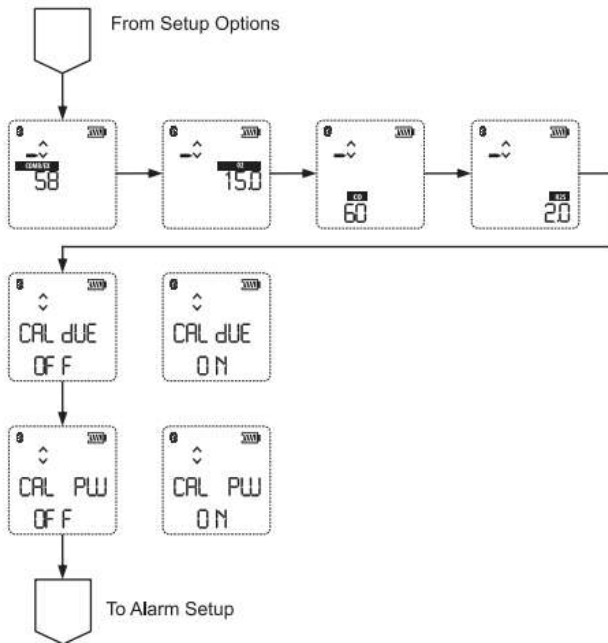 From Setup Options
COMB/EX
58
O2
15.0
CO
60
H2S
2.0
CAL dUE
OFF
CAL dUE
ON
CAL PW
OFF
CAL PW
ON
To Alarm Setup